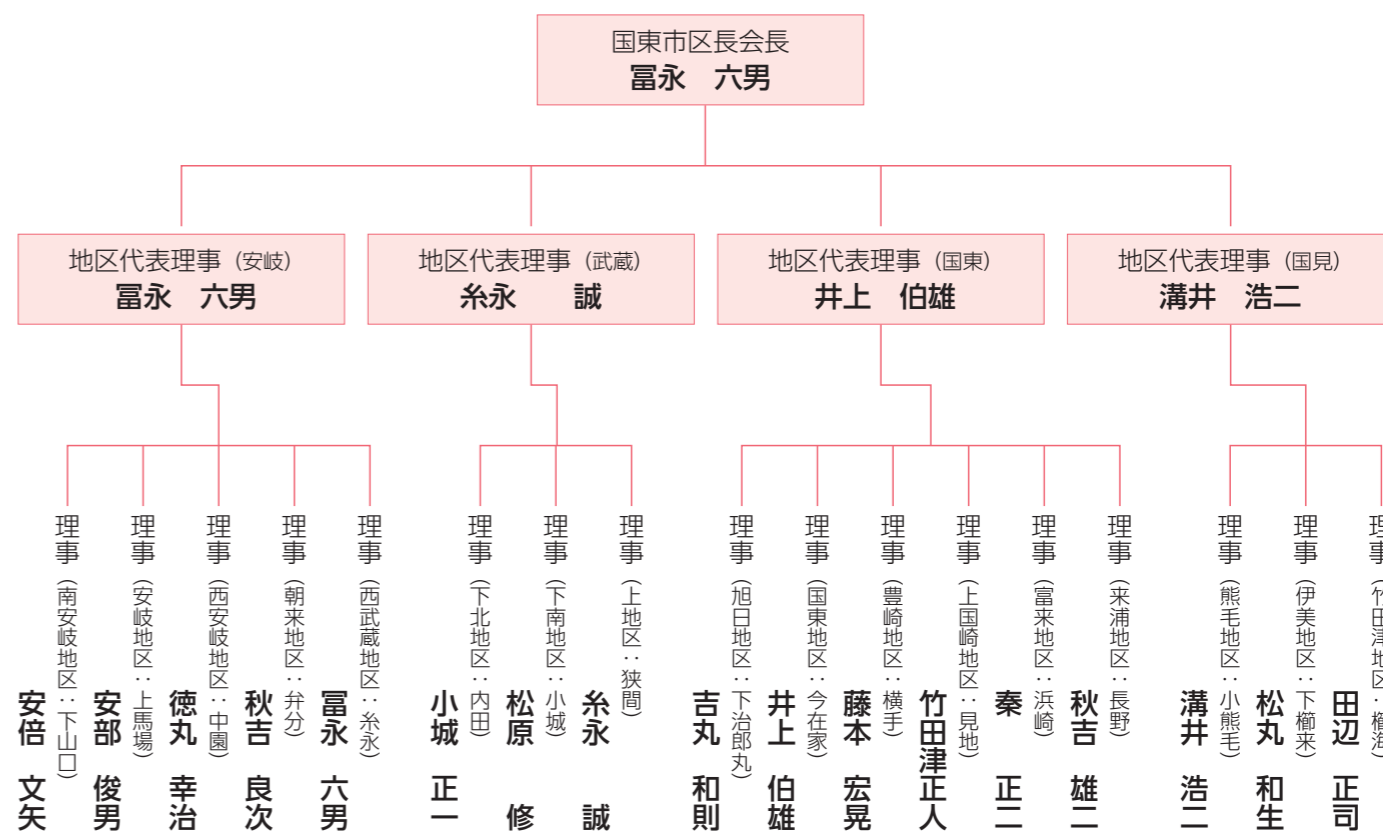 国東市区長会長
冨永　六男
地区代表理事（安岐）
冨永　六男
地区代表理事（武蔵）
糸永　　誠
地区代表理事（国東）
井上　伯雄
地区代表理事（国見）
溝井　浩二
理事（竹田津地区：櫛海）
田辺　正司
理事（伊美地区：下櫛来）
松丸　和生
理事（熊毛地区：小熊毛）
溝井　浩二
理事（来浦地区：長野）
秋吉　雄二
理事（富来地区：浜崎）
秦　　正二
理事（上国崎地区：見地）
竹田津正人
理事（豊崎地区：横手）
藤本　宏晃
理事（国東地区：今在家）
井上　伯雄
理事（旭日地区：下治郎丸）
吉丸　和則
理事（上地区：狭間）
糸永　　誠
理事（下南地区：小城）
松原　　修
理事（下北地区：内田）
小城　正一
理事（西武蔵地区：糸永）
冨永　六男
理事（朝来地区：弁分）
秋吉　良次
理事（西安岐地区：中園）
徳丸　幸治
理事（安岐地区：上馬場）
安部　俊男
理事（南安岐地区：下山口）
安倍　文矢